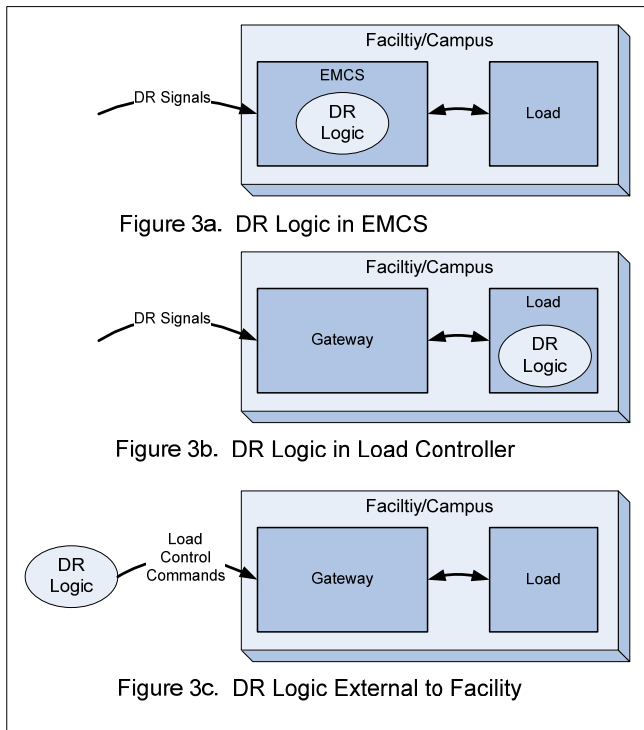 Faciltiy/Campus
EMCS
DR Signals
DR
Logic
Load
Figure 3a. DR Logic in EMCS
Faciltiy/Campus
DR Signals
Gateway
Load
DR
Logic
Figure 3b. DR Logic in Load Controller
Faciltiy/Campus
DR
Logic
Load
Control
Commands
Gateway
Load
Figure 3c. DR Logic External to Facility